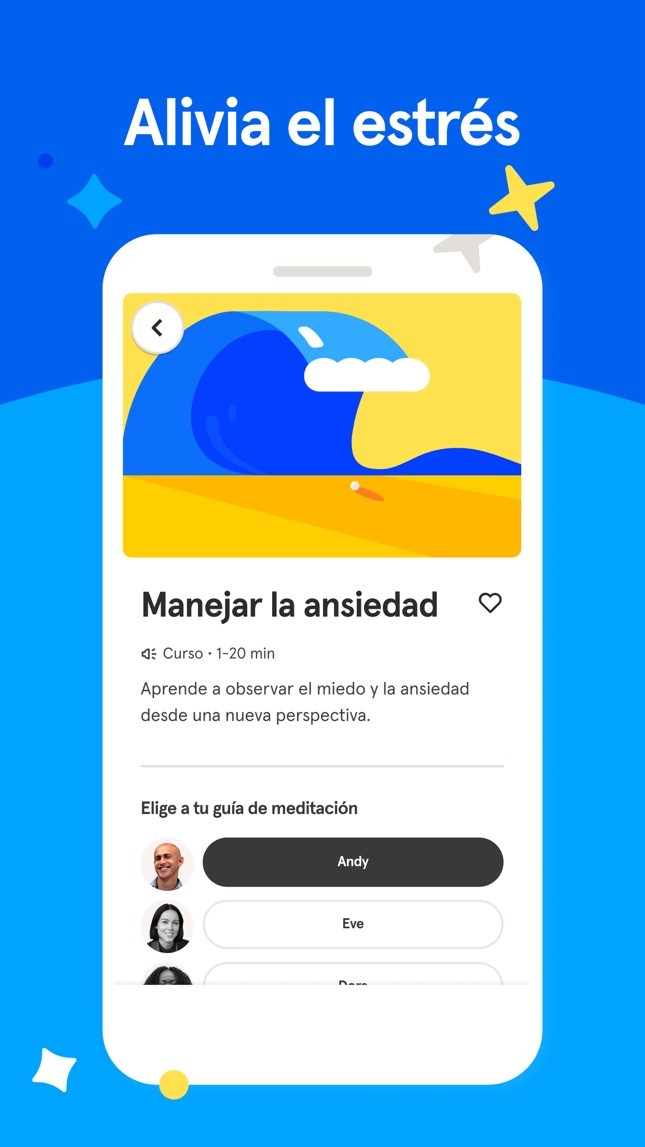 Alivia el estrés
Manejar la ansiedad
Curso • 1-20 min
Aprende a observar el miedo y la ansiedad
desde una nueva perspectiva.
Elige a tu guía de meditación
Andy
Eve